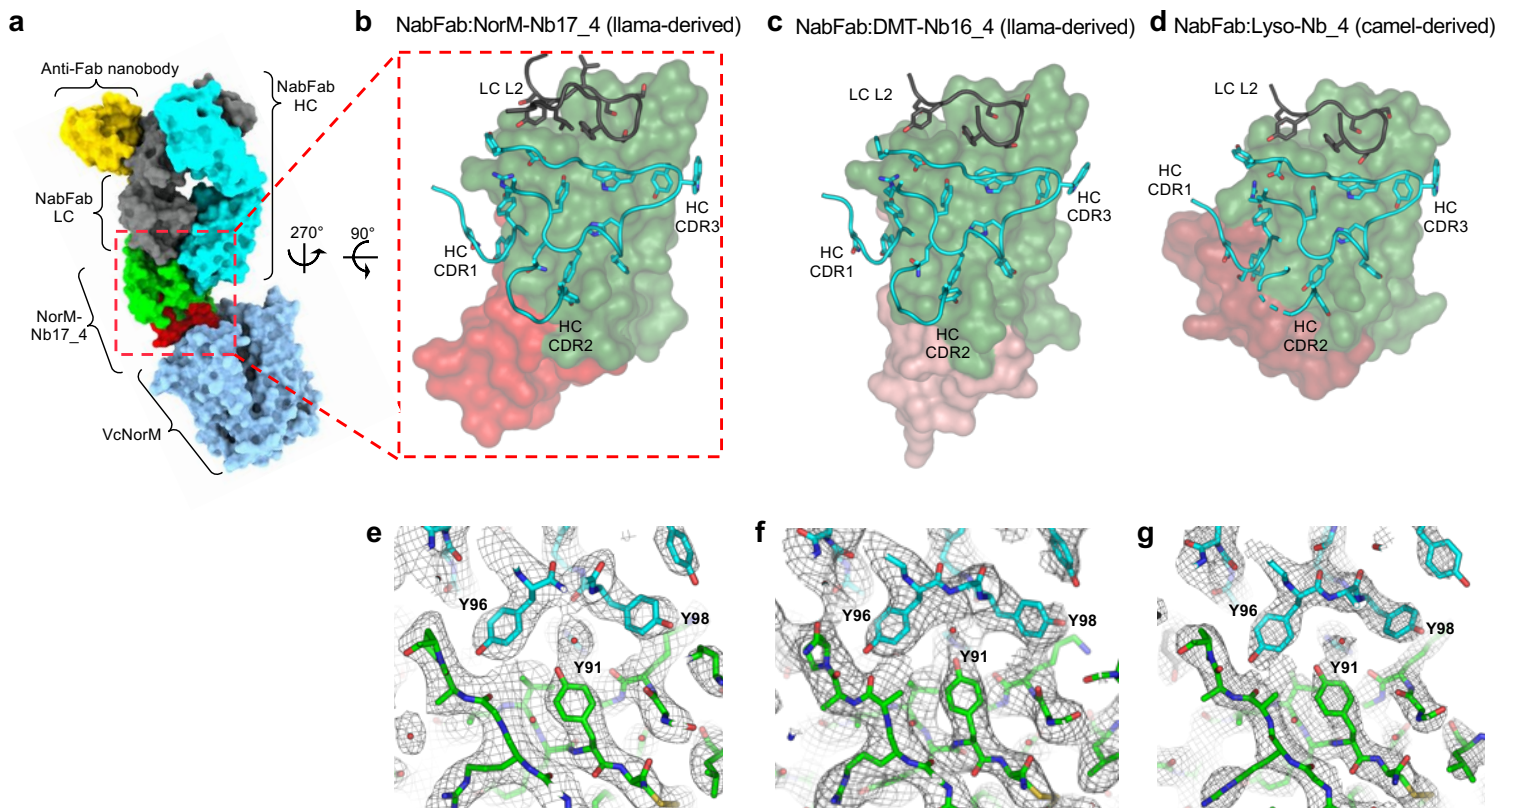 a
Anti-Fab nanobody
NabFab
HC
NabFab
LC
NorM-
Nb17_4
VcNorM
270°
90°
b
NabFab:NorM-Nb17_4 (llama-derived)
LC L2
HC
CDR3
HC
CDR1
HC
CDR2
c
NabFab:DMT-Nb16_4 (llama-derived)
LC L2
HC
CDR3
HC
CDR1
HC
CDR2
d
NabFab:Lyso-Nb_4 (camel-derived)
LC L2
HC
CDR1
HC
CDR3
HC
CDR2
e
Y96
Y98
Y91
f
Y96
Y98
Y91
g
Y96
Y98
Y91